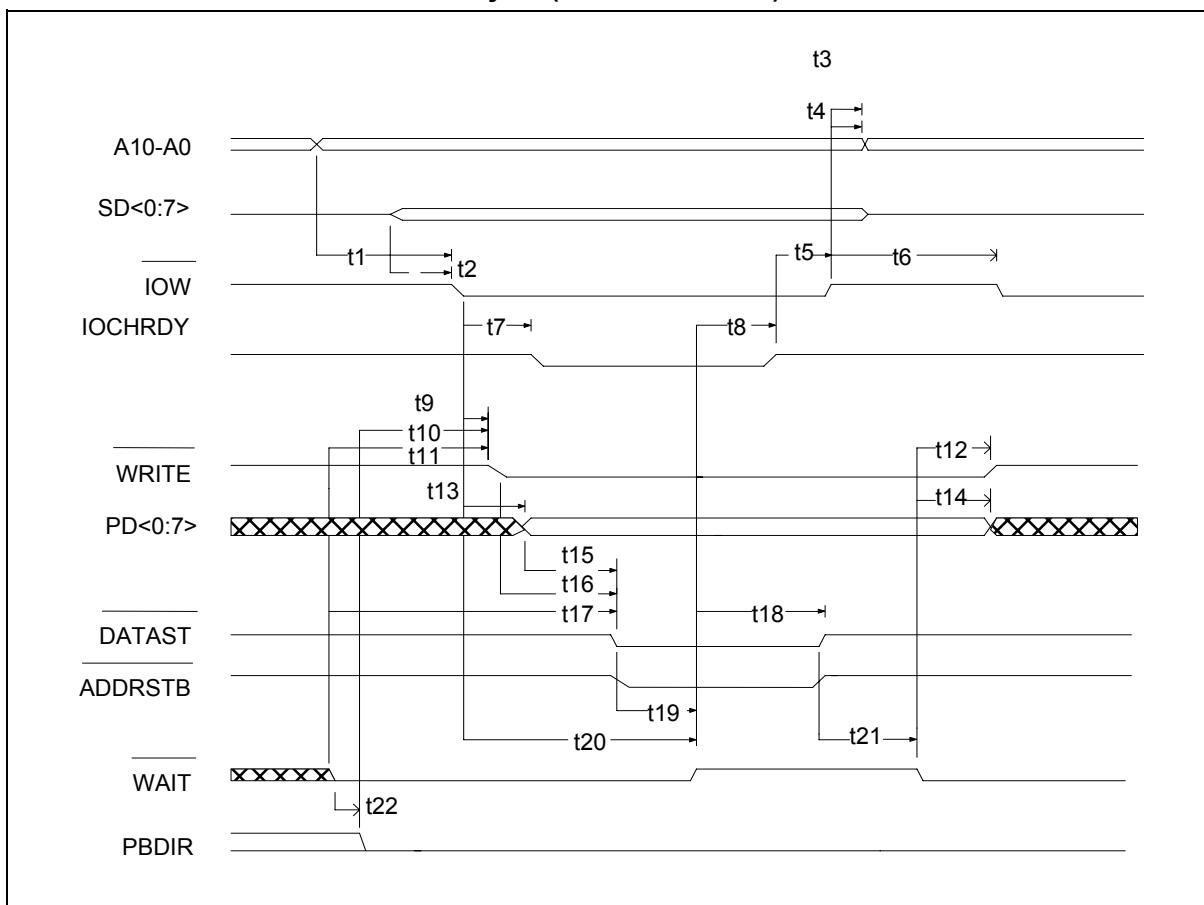 t3
t4
A10-A0
SD<0:7>
t1
t5
t6
t2
IOW
IOCHRDY
t7
t8
t9
t10
t11
t12
WRITE
t13
t14
PD<0:7>
t15
t16
t17
t18
DATAST
ADDRSTB
t19
t20
t21
WAIT
t22
PBDIR